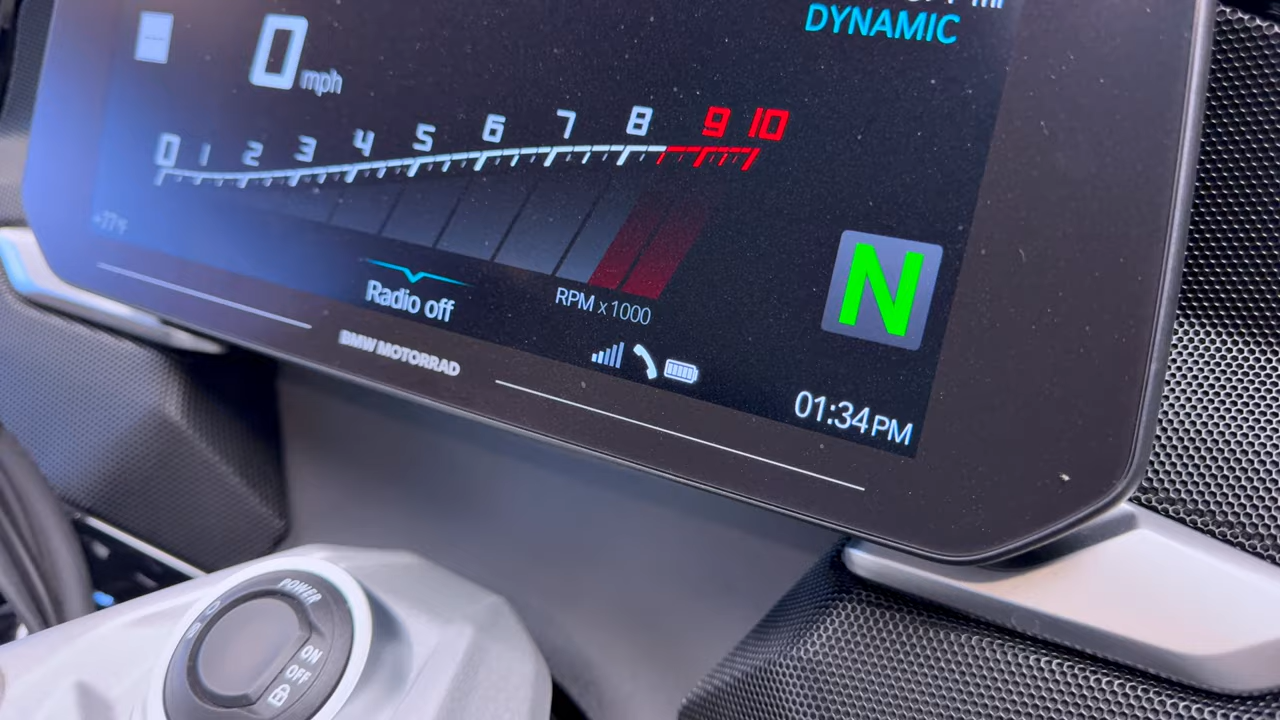 DYNAMIC
0 mph
0 1 2 3 4 5 6 7 8 9 10
N
Radio off
RPM x 1000
BMW MOTORRAD
01:34 PM
POWER
ON
OFF